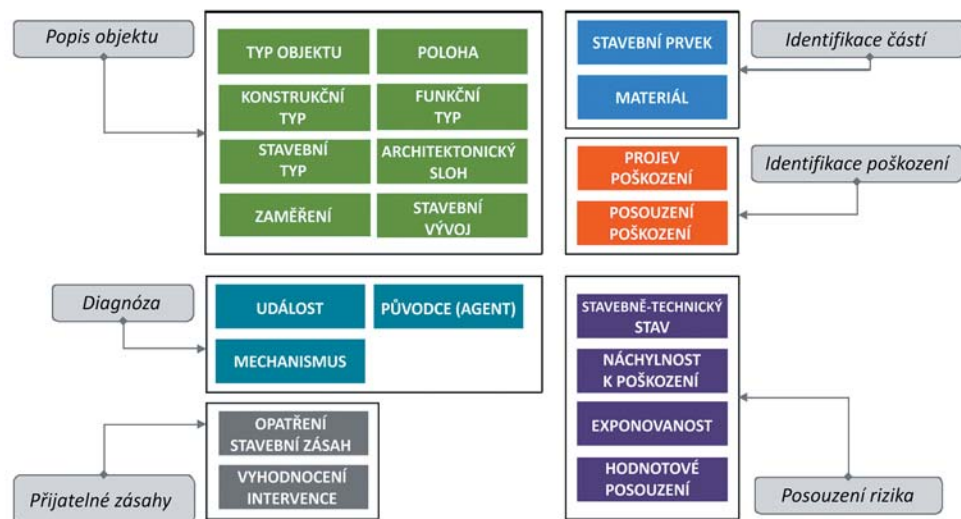 Popis objektu
TYP OBJEKTU
POLOHA
KONSTRUKČNÍ
TYP
FUNKČNÍ
TYP
STAVEBNÍ
TYP
ARCHITEKTONICKÝ
SLOH
ZAMĚŘENÍ
STAVEBNÍ
VÝVOJ
STAVEBNÍ PRVEK
MATERIÁL
Identifikace částí
PROJEV
POŠKOZENÍ
POSOUZENÍ
POŠKOZENÍ
Identifikace poškození
Diagnóza
UDÁLOST
PŮVODCE (AGENT)
MECHANISMUS
STAVEBNĚ-TECHNICKÝ
STAV
NÁCHYLNOST
K POŠKOZENÍ
EXPONOVANOST
HODNOTOVÉ
POSOUZENÍ
Posouzení rizika
OPATŘENÍ
STAVEBNÍ ZÁSAH
VYHODNOCENÍ
INTERVENCE
Přijatelné zásahy